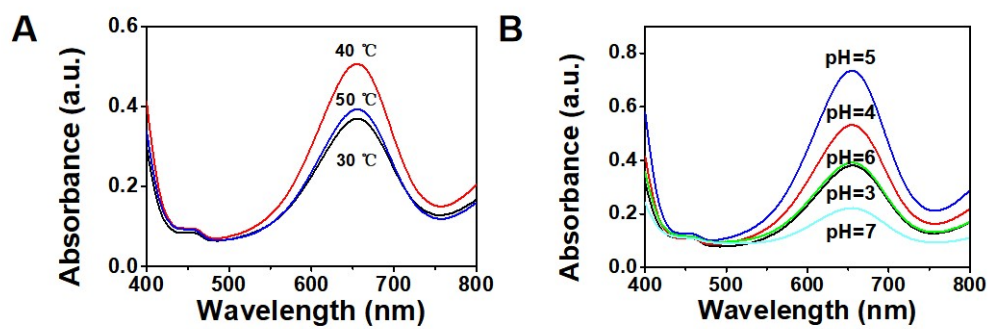 A
Absorbance (a.u.)
0.6
0.4
0.2
0.0
40 ℃
50 ℃
30 ℃
400 500 600 700 800
Wavelength (nm)
B
Absorbance (a.u.)
0.8
0.6
0.4
0.2
0.0
pH=5
pH=4
pH=6
pH=3
pH=7
400 500 600 700 800
Wavelength (nm)